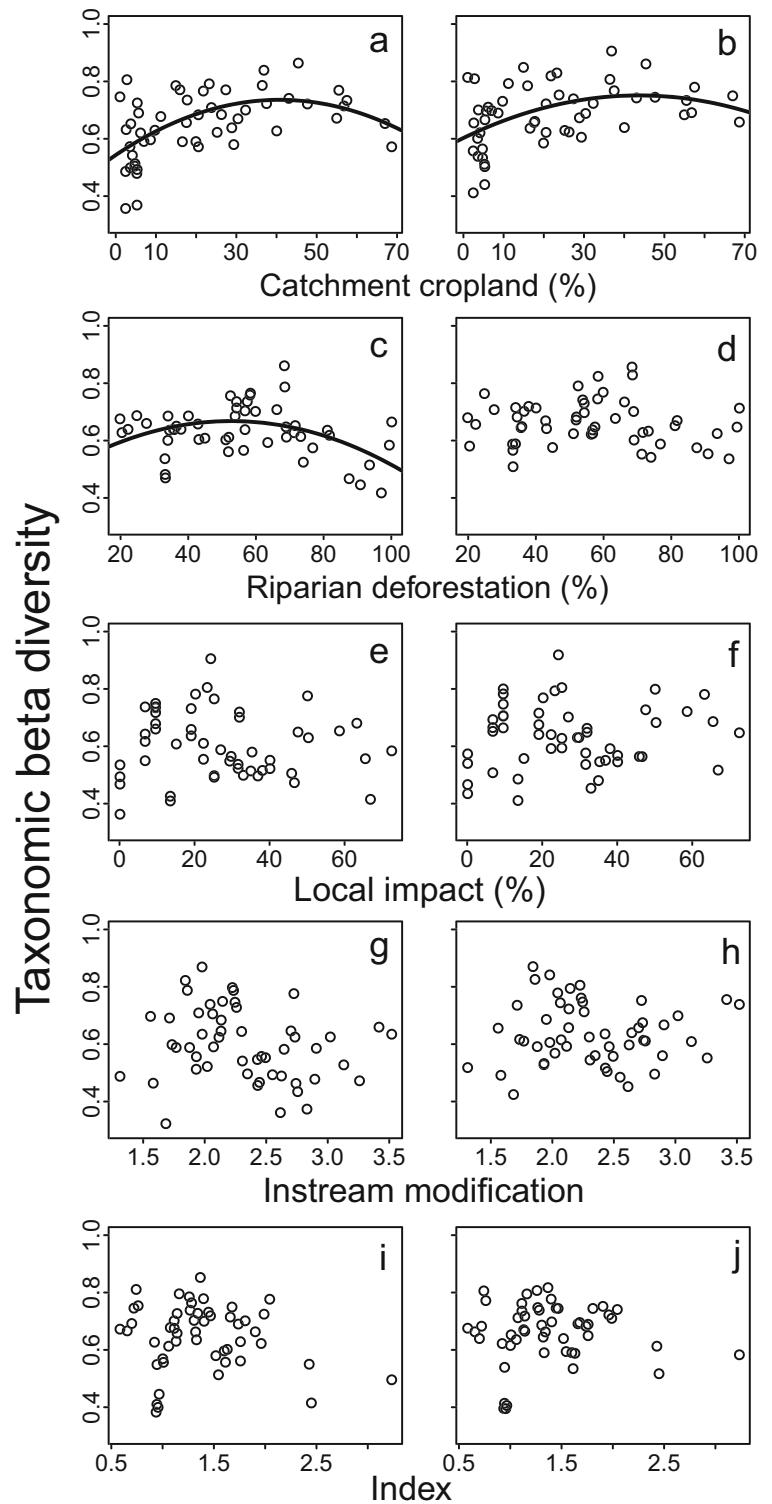 Taxonomic beta diversity
a
b
0.4 0.6 0.8 1.0
0 10 30 50 70
0 10 30 50 70
Catchment cropland (%)
c
d
0.4 0.6 0.8 1.0
20 40 60 80 100
20 40 60 80 100
Riparian deforestation (%)
e
f
0.4 0.6 0.8 1.0
0 20 40 60
0 20 40 60
Local impact (%)
g
h
0.4 0.6 0.8 1.0
1.5 2.0 2.5 3.0 3.5
1.5 2.0 2.5 3.0 3.5
Instream modification
i
j
0.4 0.6 0.8 1.0
0.5 1.5 2.5
0.5 1.5 2.5
Index